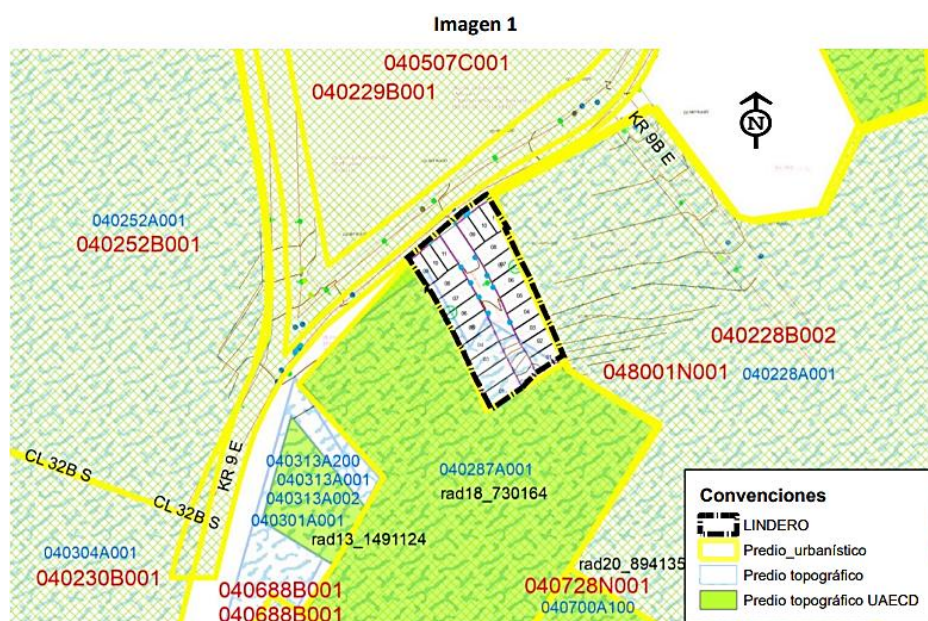 Imagen 1
040507C001
040229B001
KR 9B E
N
040252A001
040252B001
040228B002
048001N001 040228A001
CL 32B S
CL 32B S
KR 9 E
040313A200
040313A001
040313A002
040301A001
rad13_1491124
040287A001
rad18_730164
040304A001
040230B001
040688B001
040688B001
rad20_894135
040728N001
040700A100
Convenciones
LINDERO
Predio_urbanístico
Predio topográfico
Predio topográfico UAECD